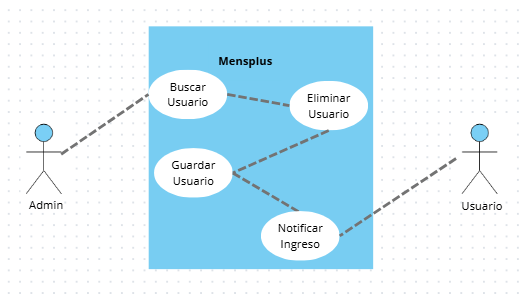 Mensplus
Buscar
Usuario
Eliminar
Usuario
Guardar
Usuario
Admin
Usuario
Notificar
Ingreso